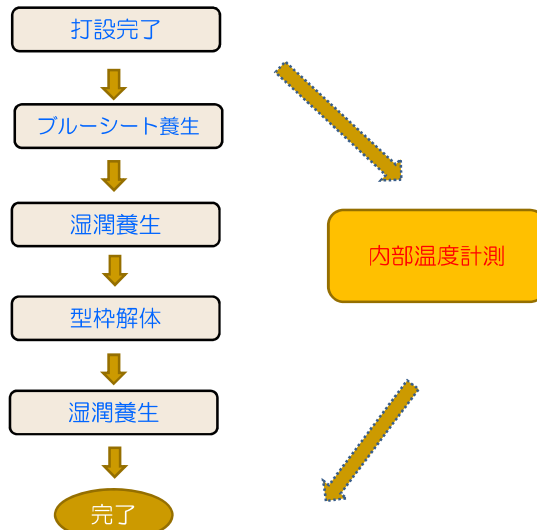 打設完了
ブルーシート養生
湿潤養生
内部温度計測
型枠解体
湿潤養生
完了